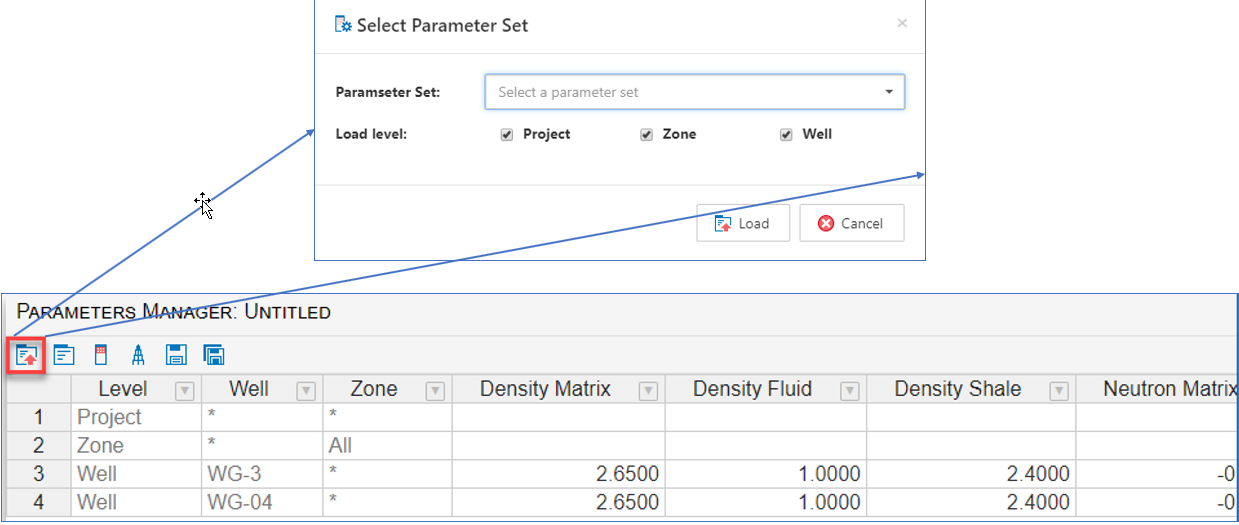 Select Parameter Set
Paramseter Set: Select a parameter set
Load level: Project Zone Well
Load Cancel
PARAMETERS MANAGER: UNTITLED
Level Well Zone Density Matrix Density Fluid Density Shale Neutron Matrix
1 Project * *
2 Zone * All
3 Well WG-3 * 2.6500 1.0000 2.4000 -0
4 Well WG-04 * 2.6500 1.0000 2.4000 -0